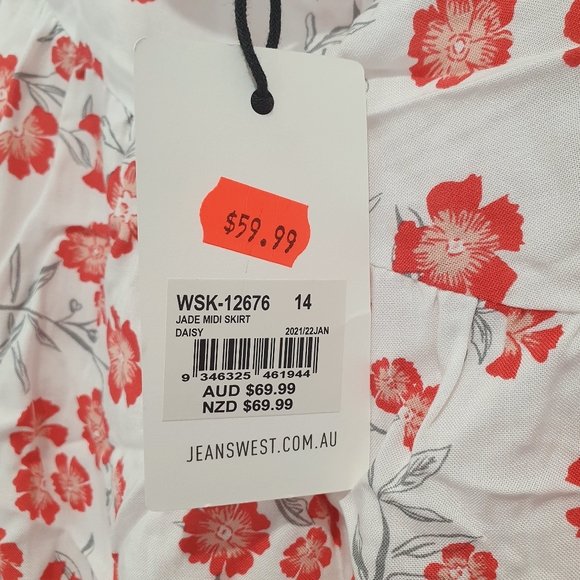 $59.99
WSK-12676 14
JADE MIDI SKIRT
DAISY 2021/22JAN
9 346325 461944
AUD $69.99
NZD $69.99
JEANSWEST.COM.AU